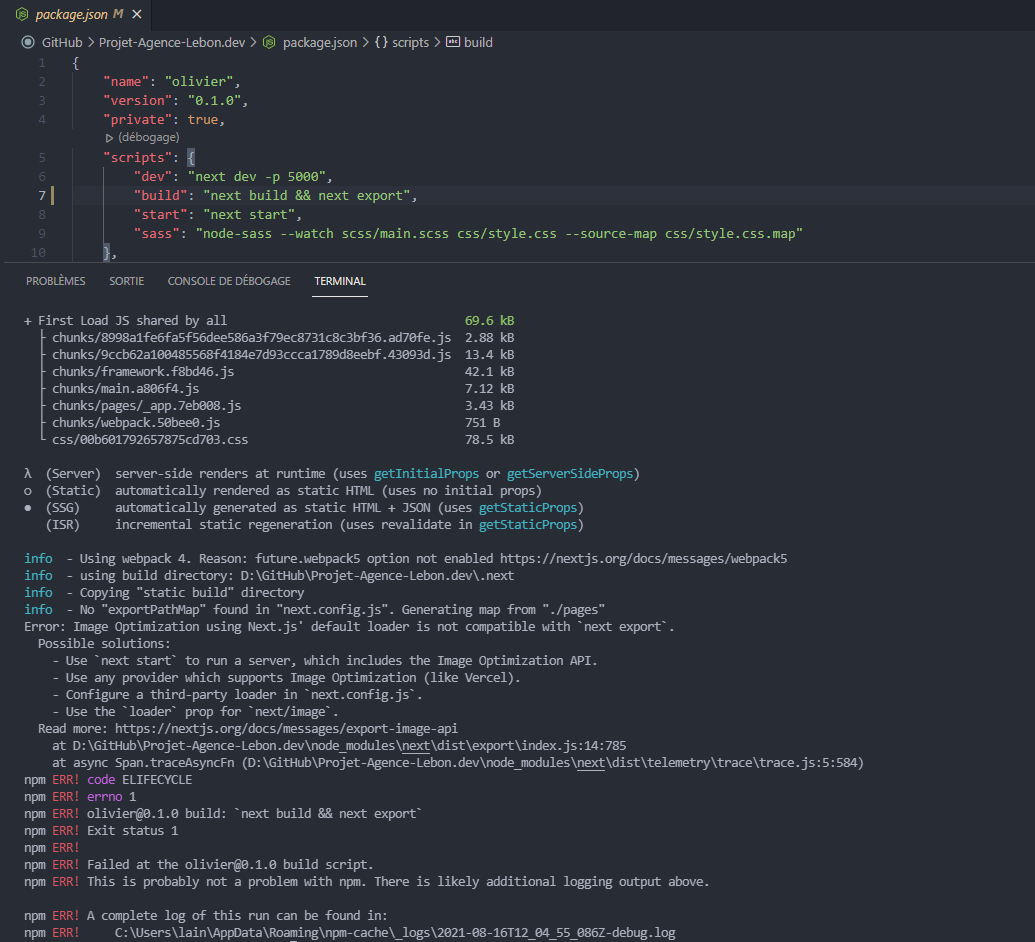 package.json M
GitHub > Projet-Agence-Lebon.dev > package.json > {} scripts > build
1 {
2 "name": "olivier",
3 "version": "0.1.0",
4 "private": true,
(débogage)
5 "scripts": {
6 "dev": "next dev -p 5000",
7 "build": "next build && next export",
8 "start": "next start",
9 "sass": "node-sass --watch scss/main.scss css/style.css --source-map css/style.css.map"
10 },
PROBLÈMES SORTIE CONSOLE DE DÉBOGAGE TERMINAL
+ First Load JS shared by all 69.6 kB
├ chunks/8998a1fe6fa5f56dee586a3f79ec8731c8c3bf36.ad70fe.js 2.88 kB
├ chunks/9ccb62a100485568f4184e7d93ccca1789d8eebf.43093d.js 13.4 kB
├ chunks/framework.f8bd46.js 42.1 kB
├ chunks/main.a806f4.js 7.12 kB
├ chunks/pages/_app.7eb008.js 3.43 kB
├ chunks/webpack.50bee0.js 751 B
└ css/00b601792657875cd703.css 78.5 kB
λ (Server) server-side renders at runtime (uses getInitialProps or getServerSideProps)
○ (Static) automatically rendered as static HTML (uses no initial props)
● (SSG) automatically generated as static HTML + JSON (uses getStaticProps)
(ISR) incremental static regeneration (uses revalidate in getStaticProps)
info - Using webpack 4. Reason: future.webpack5 option not enabled https://nextjs.org/docs/messages/webpack5
info - using build directory: D:\GitHub\Projet-Agence-Lebon.dev\.next
info - Copying "static build" directory
info - No "exportPathMap" found in "next.config.js". Generating map from "./pages"
Error: Image Optimization using Next.js' default loader is not compatible with `next export`.
Possible solutions:
- Use `next start` to run a server, which includes the Image Optimization API.
- Use any provider which supports Image Optimization (like Vercel).
- Configure a third-party loader in `next.config.js`.
- Use the `loader` prop for `next/image`.
Read more: https://nextjs.org/docs/messages/export-image-api
at D:\GitHub\Projet-Agence-Lebon.dev\node_modules\next\dist\export\index.js:14:785
at async Span.traceAsyncFn (D:\GitHub\Projet-Agence-Lebon.dev\node_modules\next\dist\telemetry\trace\trace.js:5:584)
npm ERR! code ELIFECYCLE
npm ERR! errno 1
npm ERR! olivier@0.1.0 build: `next build && next export`
npm ERR! Exit status 1
npm ERR!
npm ERR! Failed at the olivier@0.1.0 build script.
npm ERR! This is probably not a problem with npm. There is likely additional logging output above.
npm ERR! A complete log of this run can be found in:
npm ERR! C:\Users\lain\AppData\Roaming\npm-cache\_logs\2021-08-16T12_04_55_086Z-debug.log